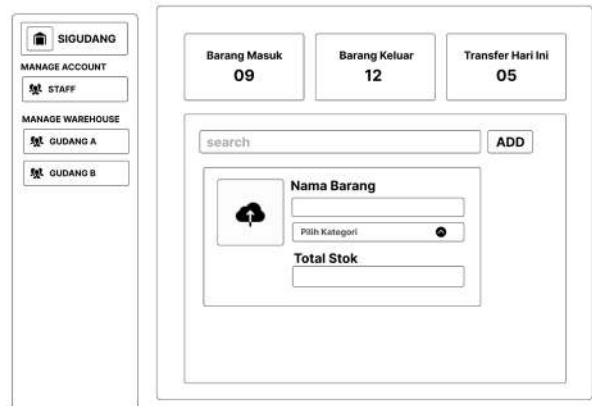 SIGUDANG
MANAGE ACCOUNT
STAFF
MANAGE WAREHOUSE
GUDANG A
GUDANG B
Barang Masuk
09
Barang Keluar
12
Transfer Hari Ini
05
search
ADD
Nama Barang
Pilih Kategori
Total Stok